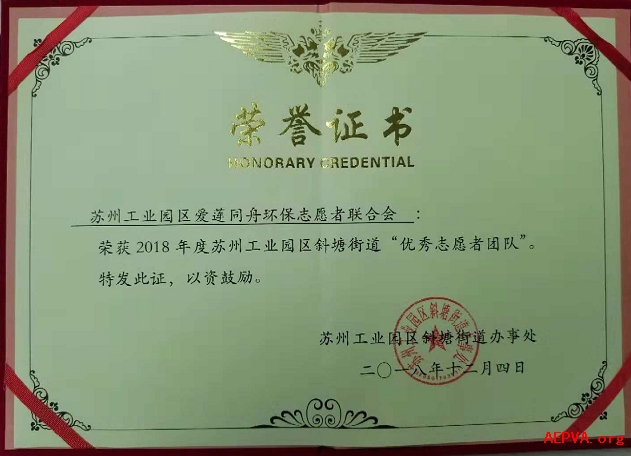 荣誉证书
HONORARY CREDENTIAL
苏州工业园区爱莲同舟环保志愿者联合会：
荣获2018年度苏州工业园区斜塘街道“优秀志愿者团队”。
特发此证，以资鼓励。
苏州工业园区斜塘街道办事处
二〇一八年十二月四日
AEPVA.org